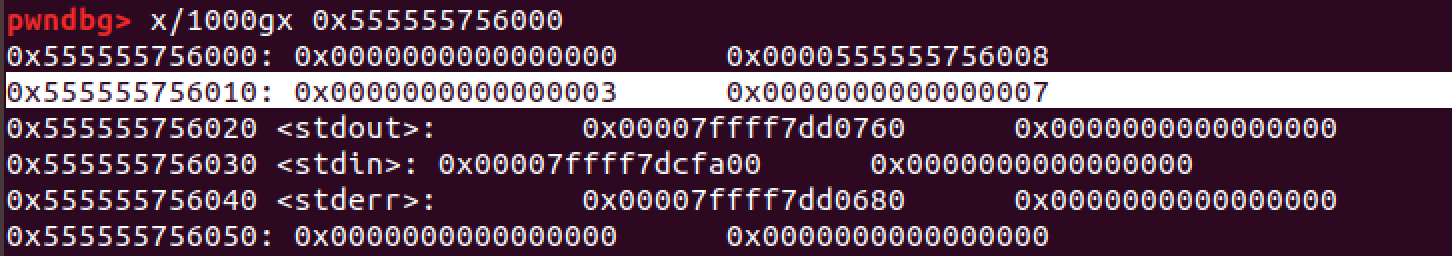 pwndbg> x/1000gx 0x555555756000
0x555555756000: 0x0000000000000000 0x0000555555756008
0x555555756010: 0x0000000000000003 0x0000000000000007
0x555555756020 <stdout>: 0x00007ffff7dd0760 0x0000000000000000
0x555555756030 <stdin>: 0x00007ffff7dcfa00 0x0000000000000000
0x555555756040 <stderr>: 0x00007ffff7dd0680 0x0000000000000000
0x555555756050: 0x0000000000000000 0x0000000000000000